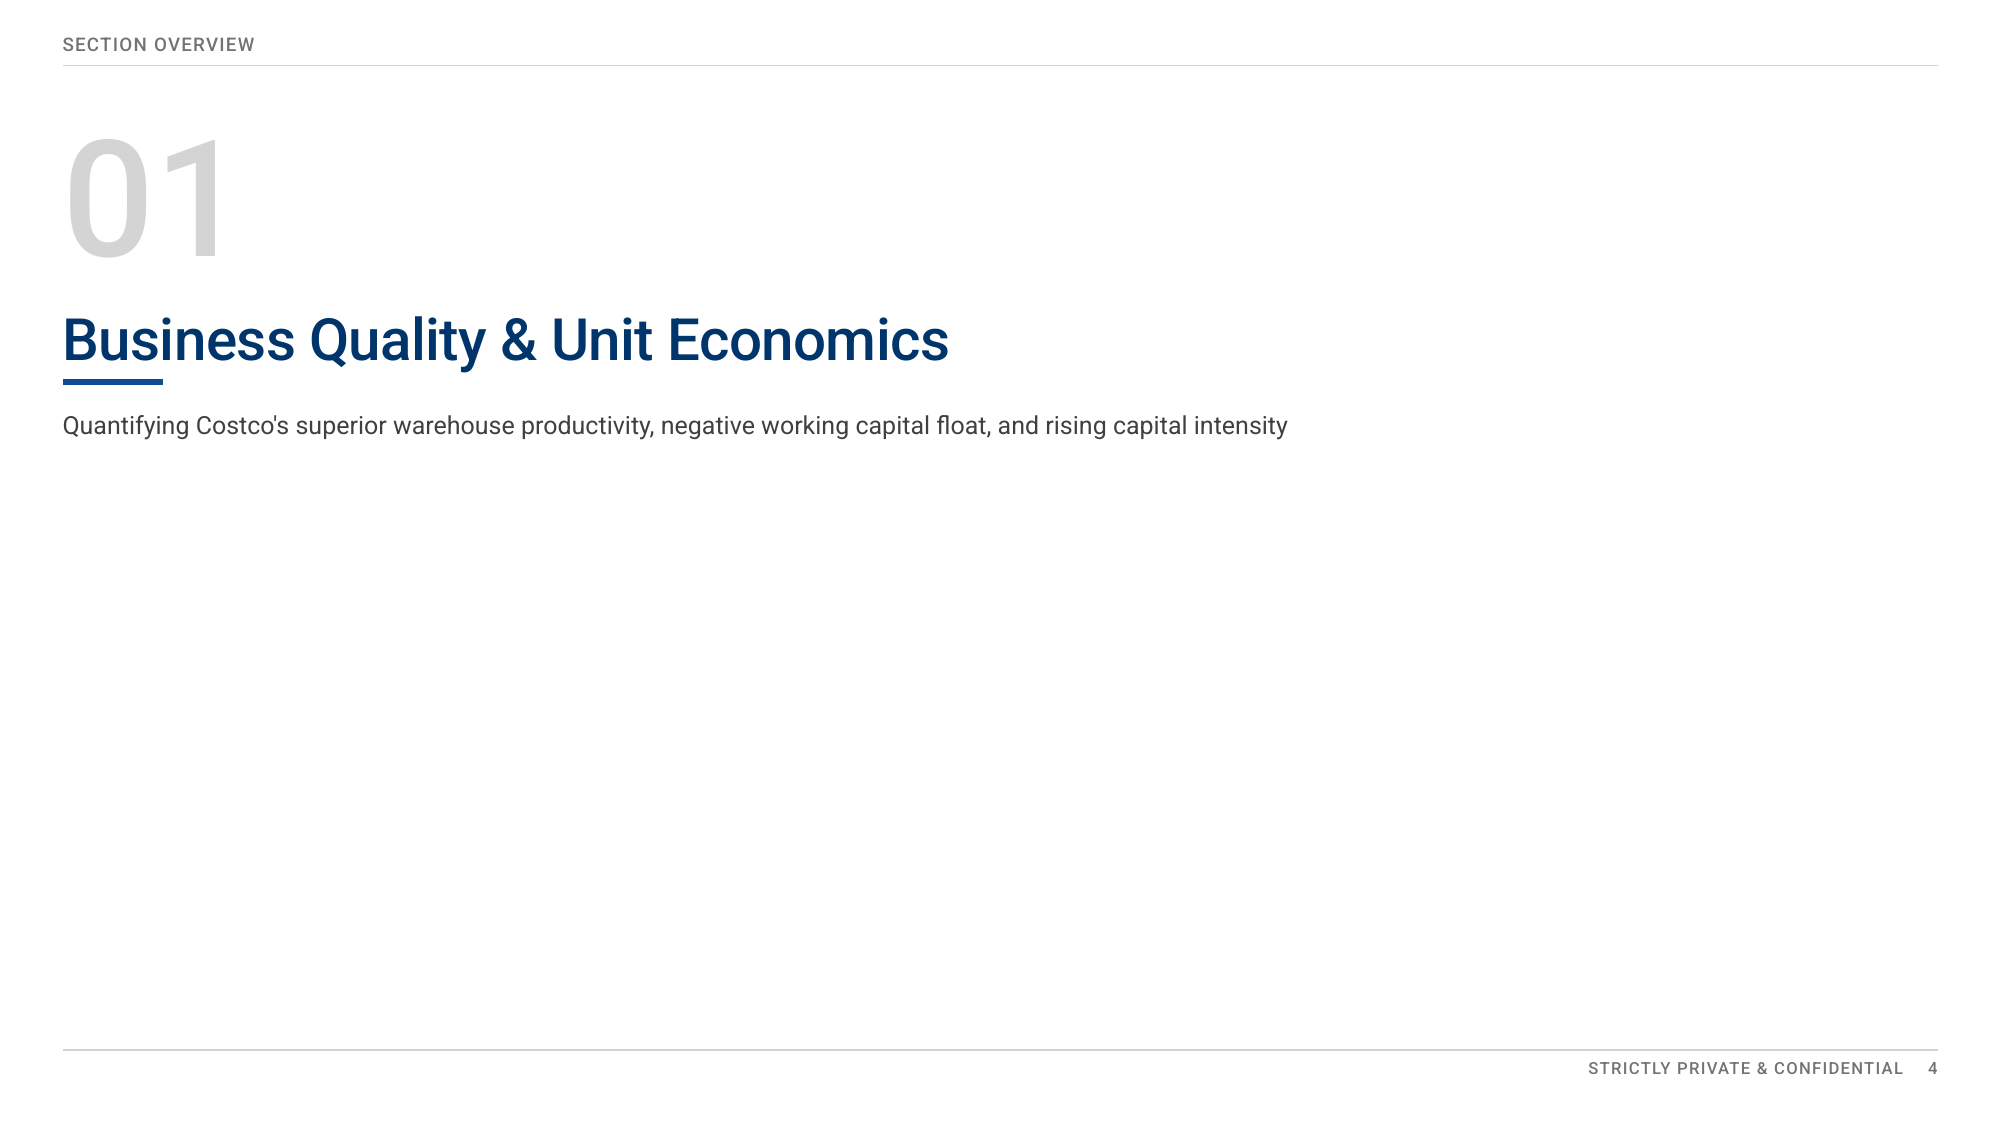 SECTION OVERVIEW
01
Business Quality & Unit Economics
Quantifying Costco's superior warehouse productivity, negative working capital float, and rising capital intensity
STRICTLY PRIVATE & CONFIDENTIAL 4